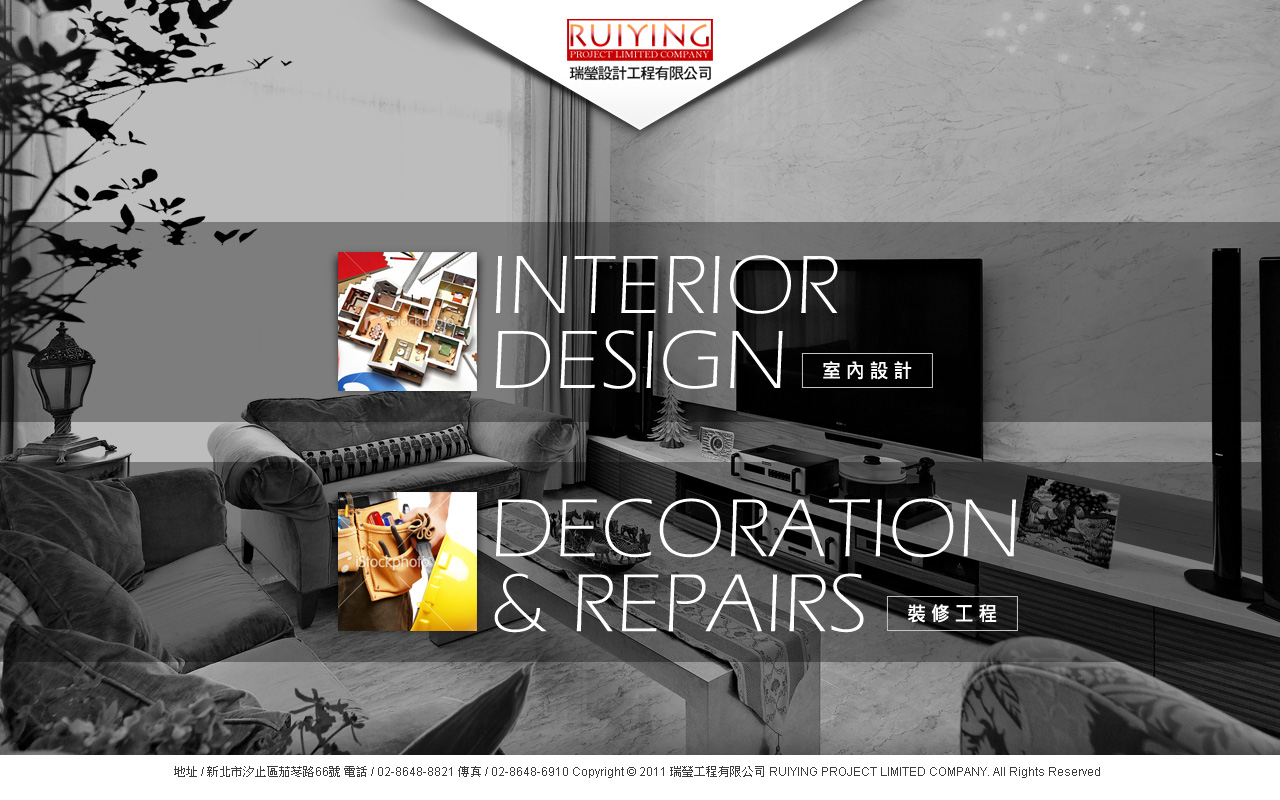 RUIYING
PROJECT LIMITED COMPANY
瑞瑩設計工程有限公司
INTERIOR
DESIGN
室內設計
iStockphoto
DECORATION
& REPAIRS
裝修工程
iStockphoto
地址 / 新北市汐止區茄苳路66號 電話 / 02-8648-8821 傳真 / 02-8648-6910 Copyright © 2011 瑞瑩工程有限公司 RUIYING PROJECT LIMITED COMPANY. All Rights Reserved